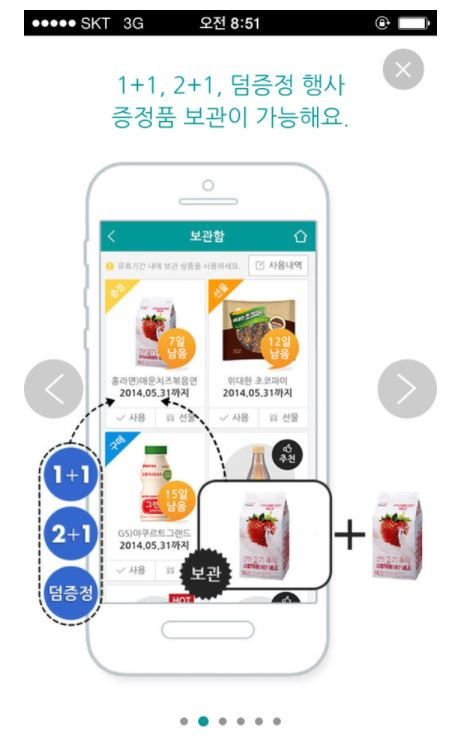 SKT 3G 오전 8:51
1+1, 2+1, 덤증정 행사
증정품 보관이 가능해요.
보관함
유효기간 내에 보관 상품을 사용하세요. 사용내역
증정
7일
남음
홍라면)매운치즈볶음면
2014.05.31까지
사용 선물
선물
12일
남음
위대한 초코파이
2014.05.31까지
사용 선물
구매
15일
남음
GS)야쿠르트그랜드
2014.05.31까지
사용
추천
1+1
2+1
덤증정
보관
+
HOT